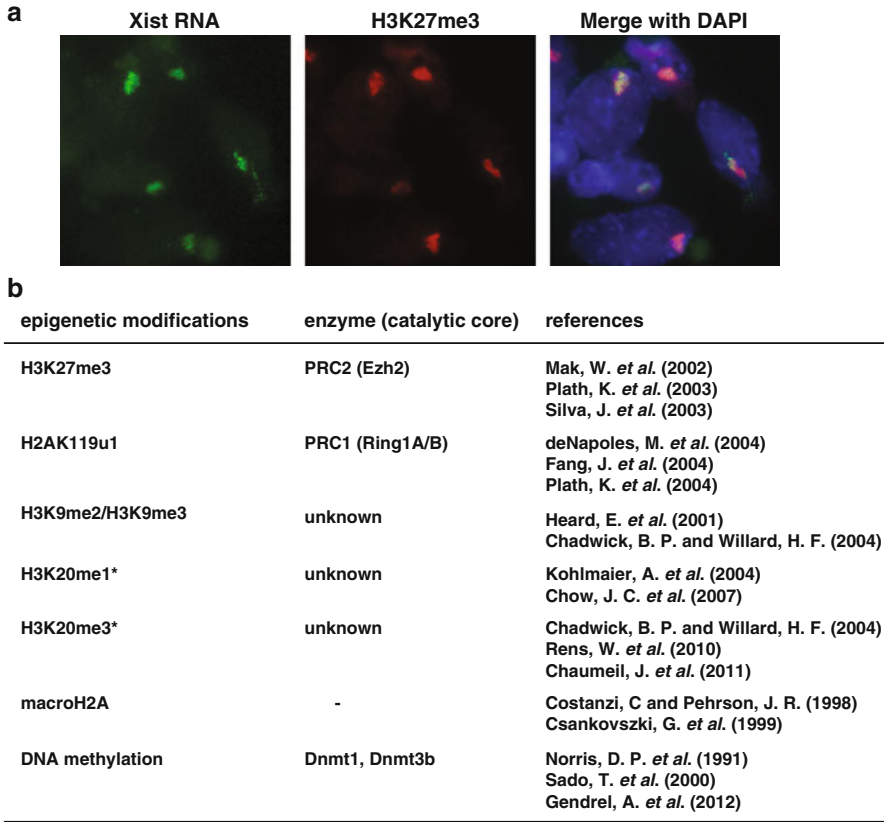 a
Xist RNA H3K27me3 Merge with DAPI
b
epigenetic modifications enzyme (catalytic core) references
H3K27me3 PRC2 (Ezh2) Mak, W. et al. (2002)
Plath, K. et al. (2003)
Silva, J. et al. (2003)
H2AK119u1 PRC1 (Ring1A/B) deNapoles, M. et al. (2004)
Fang, J. et al. (2004)
Plath, K. et al. (2004)
H3K9me2/H3K9me3 unknown Heard, E. et al. (2001)
Chadwick, B. P. and Willard, H. F. (2004)
H3K20me1* unknown Kohlmaier, A. et al. (2004)
Chow, J. C. et al. (2007)
H3K20me3* unknown Chadwick, B. P. and Willard, H. F. (2004)
Rens, W. et al. (2010)
Chaumeil, J. et al. (2011)
macroH2A - Costanzi, C and Pehrson, J. R. (1998)
Csankovszki, G. et al. (1999)
DNA methylation Dnmt1, Dnmt3b Norris, D. P. et al. (1991)
Sado, T. et al. (2000)
Gendrel, A. et al. (2012)